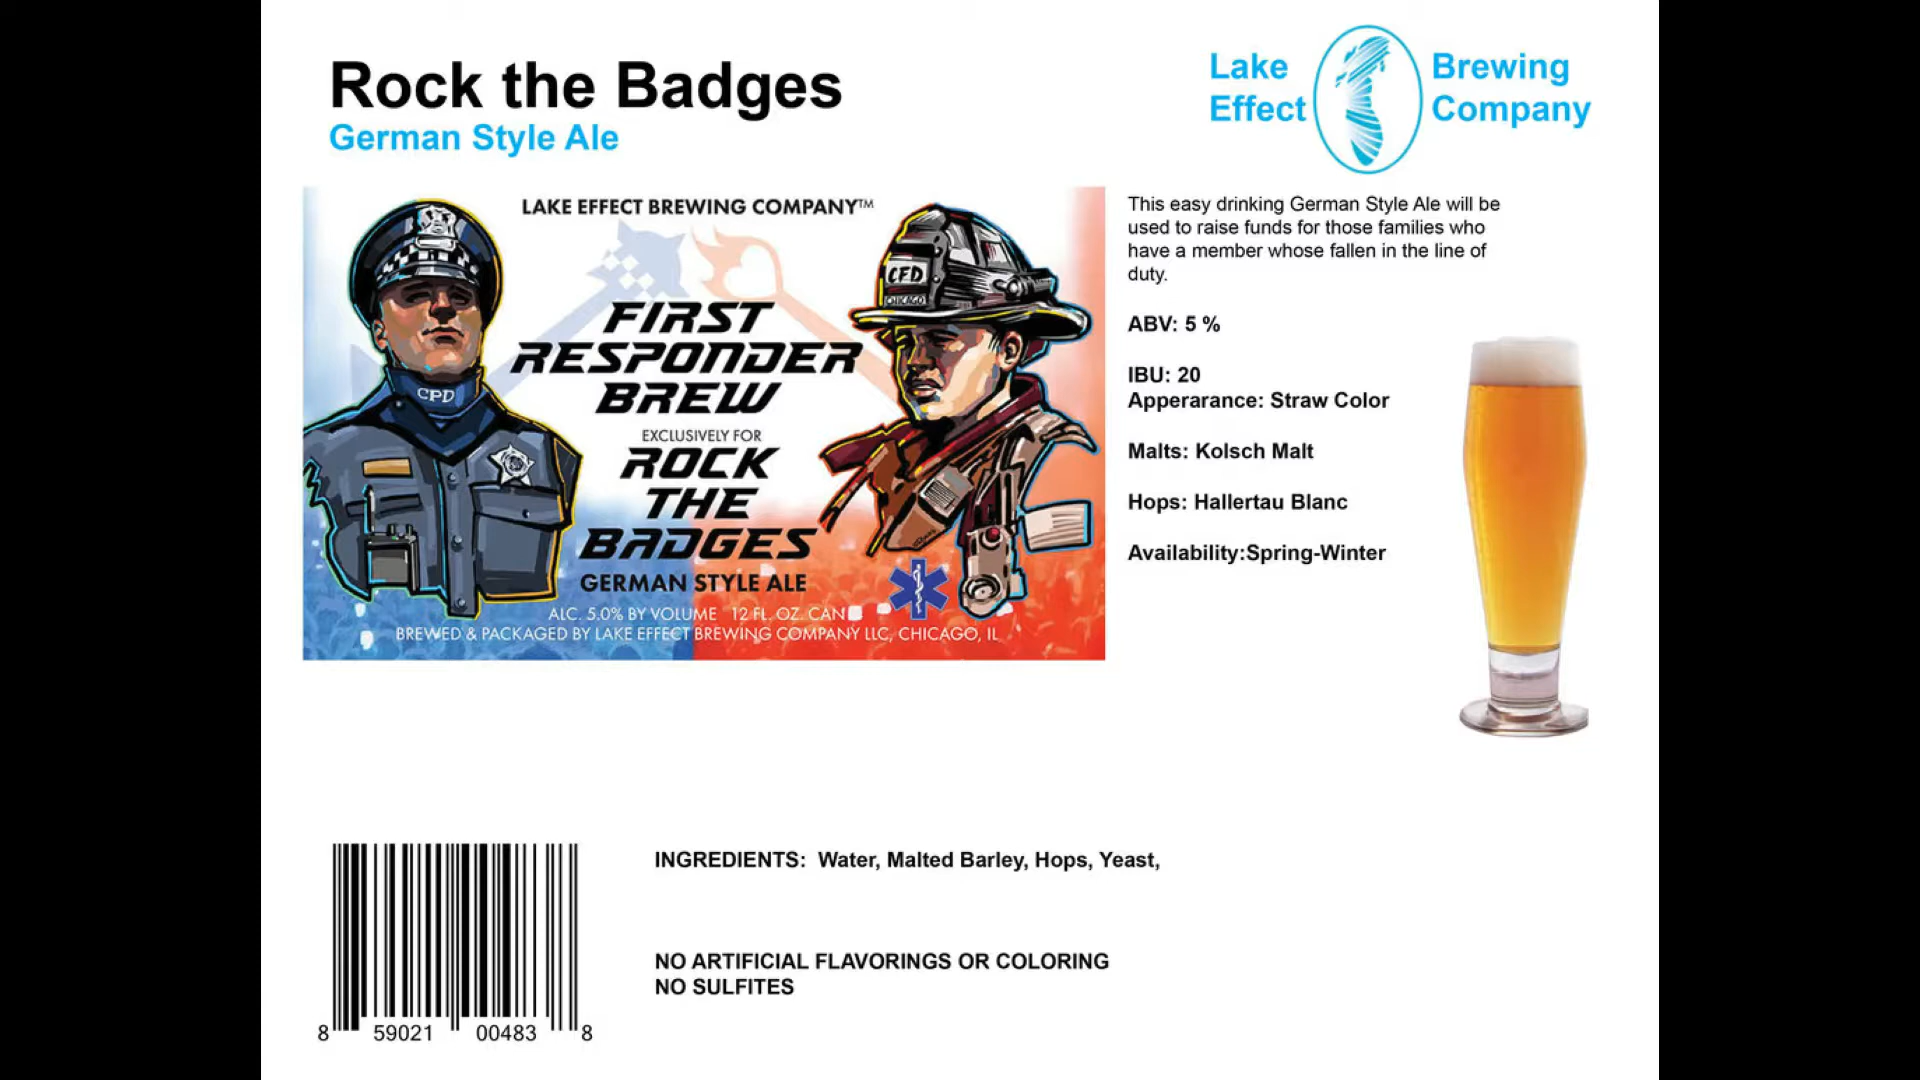 Rock the Badges
German Style Ale
Lake
Effect
Brewing
Company
LAKE EFFECT BREWING COMPANY™
CPD
CFD
CHICAGO
FIRST
RESPONDER
BREW
EXCLUSIVELY FOR
ROCK
THE
BADGES
GERMAN STYLE ALE
ALC. 5.0% BY VOLUME 12 FL. OZ. CAN
BREWED & PACKAGED BY LAKE EFFECT BREWING COMPANY LLC, CHICAGO, IL
This easy drinking German Style Ale will be
used to raise funds for those families who
have a member whose fallen in the line of
duty.
ABV: 5 %
IBU: 20
Apperarance: Straw Color
Malts: Kolsch Malt
Hops: Hallertau Blanc
Availability:Spring-Winter
INGREDIENTS: Water, Malted Barley, Hops, Yeast,
NO ARTIFICIAL FLAVORINGS OR COLORING
NO SULFITES
8 59021 00483 8